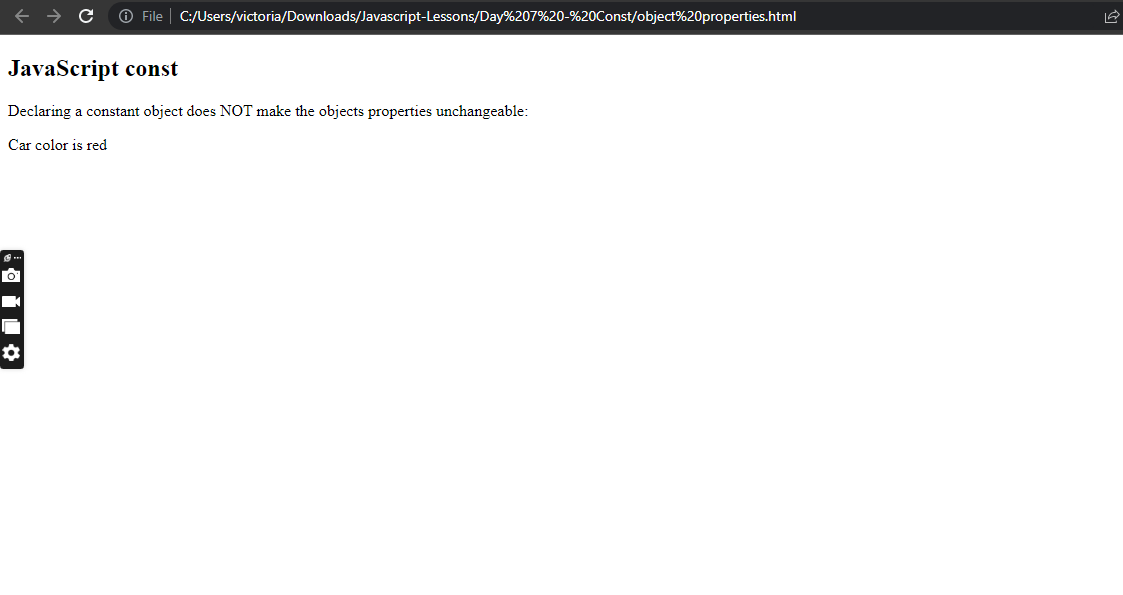 File C:/Users/victoria/Downloads/Javascript-Lessons/Day%207%20-%20Const/object%20properties.html
JavaScript const
Declaring a constant object does NOT make the objects properties unchangeable:
Car color is red